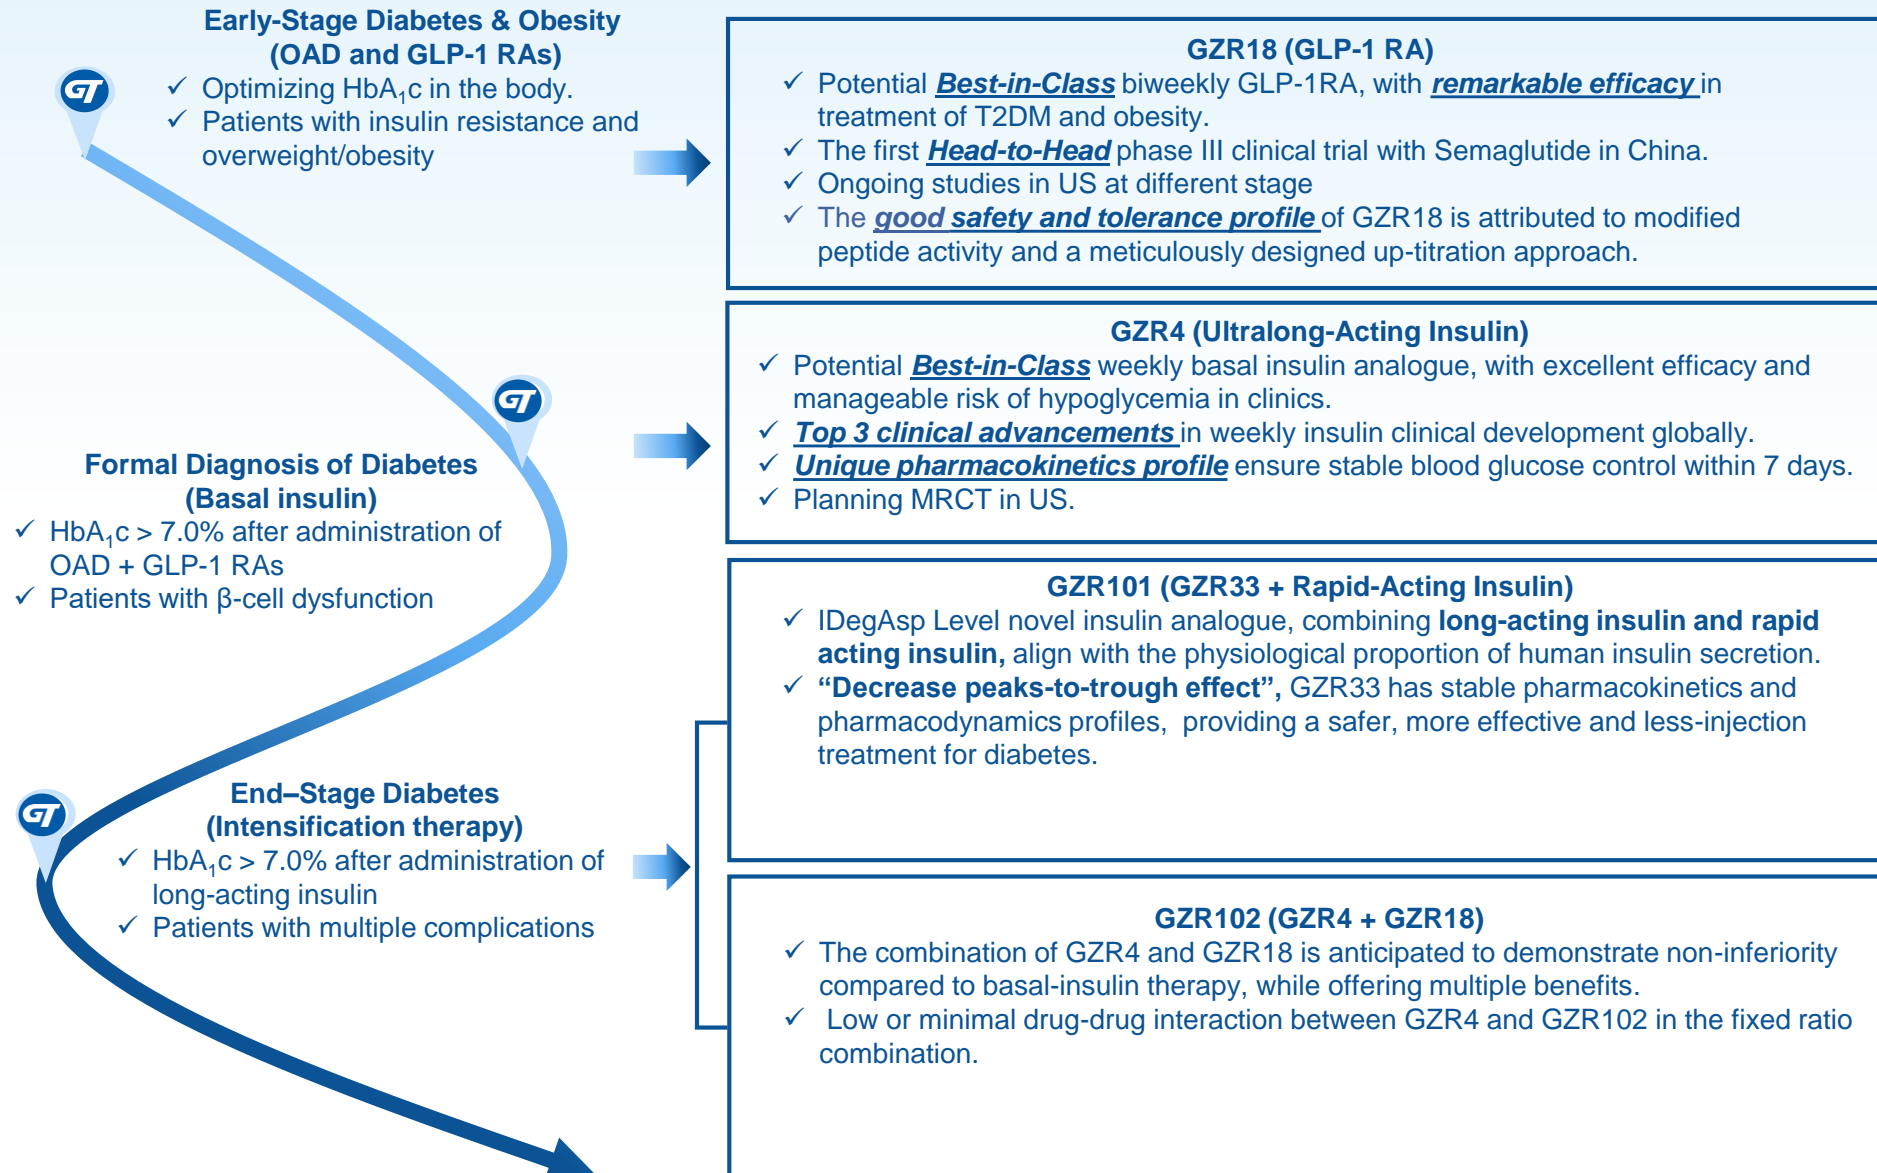 Early-Stage Diabetes & Obesity
(OAD and GLP-1 RAs)
✓ Optimizing HbA₁c in the body.
✓ Patients with insulin resistance and
overweight/obesity
GZR18 (GLP-1 RA)
✓ Potential Best-in-Class biweekly GLP-1RA, with remarkable efficacy in
treatment of T2DM and obesity.
✓ The first Head-to-Head phase III clinical trial with Semaglutide in China.
✓ Ongoing studies in US at different stage
✓ The good safety and tolerance profile of GZR18 is attributed to modified
peptide activity and a meticulously designed up-titration approach.
GT
GT
Formal Diagnosis of Diabetes
(Basal insulin)
✓ HbA₁c > 7.0% after administration of
OAD + GLP-1 RAs
✓ Patients with β-cell dysfunction
GZR4 (Ultralong-Acting Insulin)
✓ Potential Best-in-Class weekly basal insulin analogue, with excellent efficacy and
manageable risk of hypoglycemia in clinics.
✓ Top 3 clinical advancements in weekly insulin clinical development globally.
✓ Unique pharmacokinetics profile ensure stable blood glucose control within 7 days.
✓ Planning MRCT in US.
GT
End–Stage Diabetes
(Intensification therapy)
✓ HbA₁c > 7.0% after administration of
long-acting insulin
✓ Patients with multiple complications
GZR101 (GZR33 + Rapid-Acting Insulin)
✓ IDegAsp Level novel insulin analogue, combining long-acting insulin and rapid
acting insulin, align with the physiological proportion of human insulin secretion.
✓ “Decrease peaks-to-trough effect”, GZR33 has stable pharmacokinetics and
pharmacodynamics profiles, providing a safer, more effective and less-injection
treatment for diabetes.
GZR102 (GZR4 + GZR18)
✓ The combination of GZR4 and GZR18 is anticipated to demonstrate non-inferiority
compared to basal-insulin therapy, while offering multiple benefits.
✓ Low or minimal drug-drug interaction between GZR4 and GZR102 in the fixed ratio
combination.